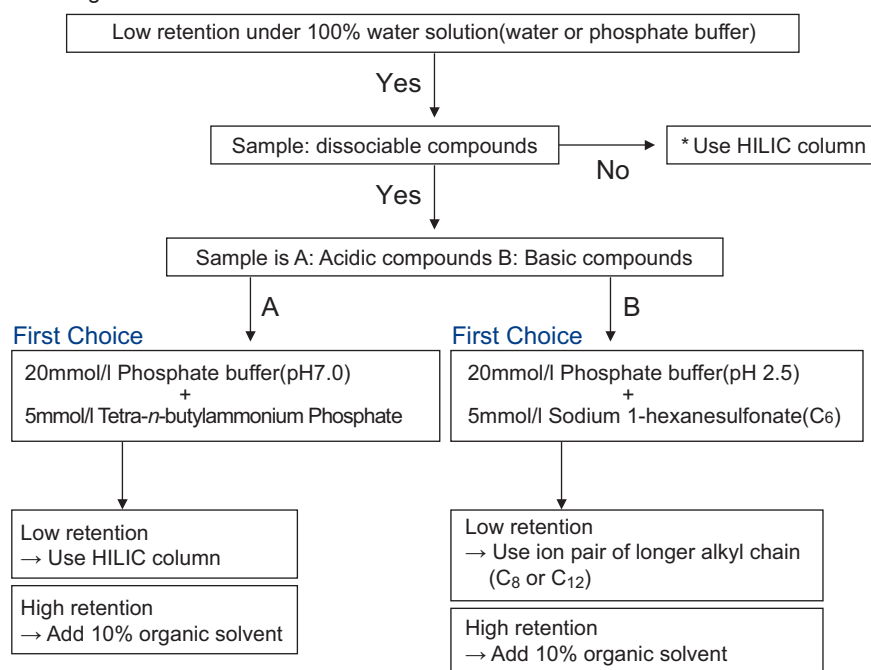 Low retention under 100% water solution(water or phosphate buffer)
Yes
Sample: dissociable compounds
No
* Use HILIC column
Yes
Sample is A: Acidic compounds B: Basic compounds
A
B
First Choice
20mmol/l Phosphate buffer(pH7.0)
+
5mmol/l Tetra-n-butylammonium Phosphate
First Choice
20mmol/l Phosphate buffer(pH 2.5)
+
5mmol/l Sodium 1-hexanesulfonate(C6)
Low retention
→ Use HILIC column
High retention
→ Add 10% organic solvent
Low retention
→ Use ion pair of longer alkyl chain
(C8 or C12)
High retention
→ Add 10% organic solvent